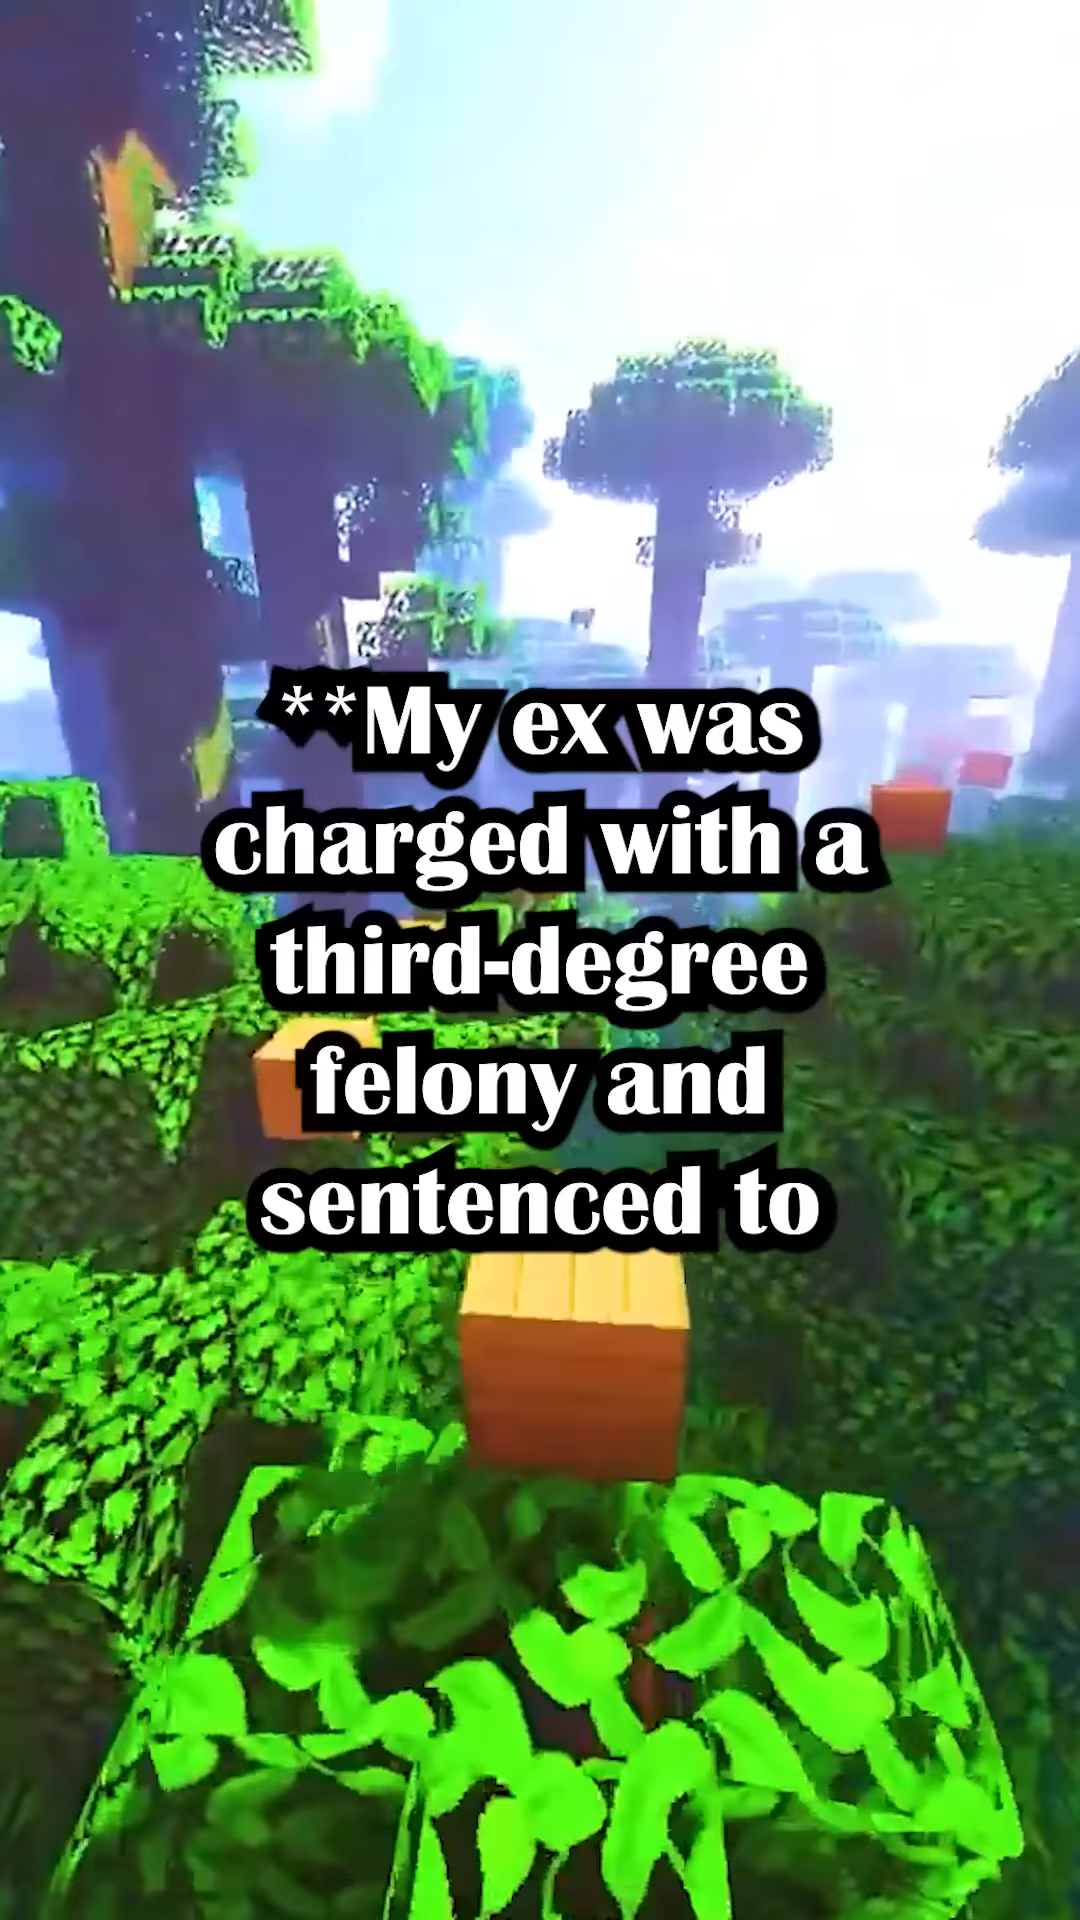 **My ex was
charged with a
third-degree
felony and
sentenced to